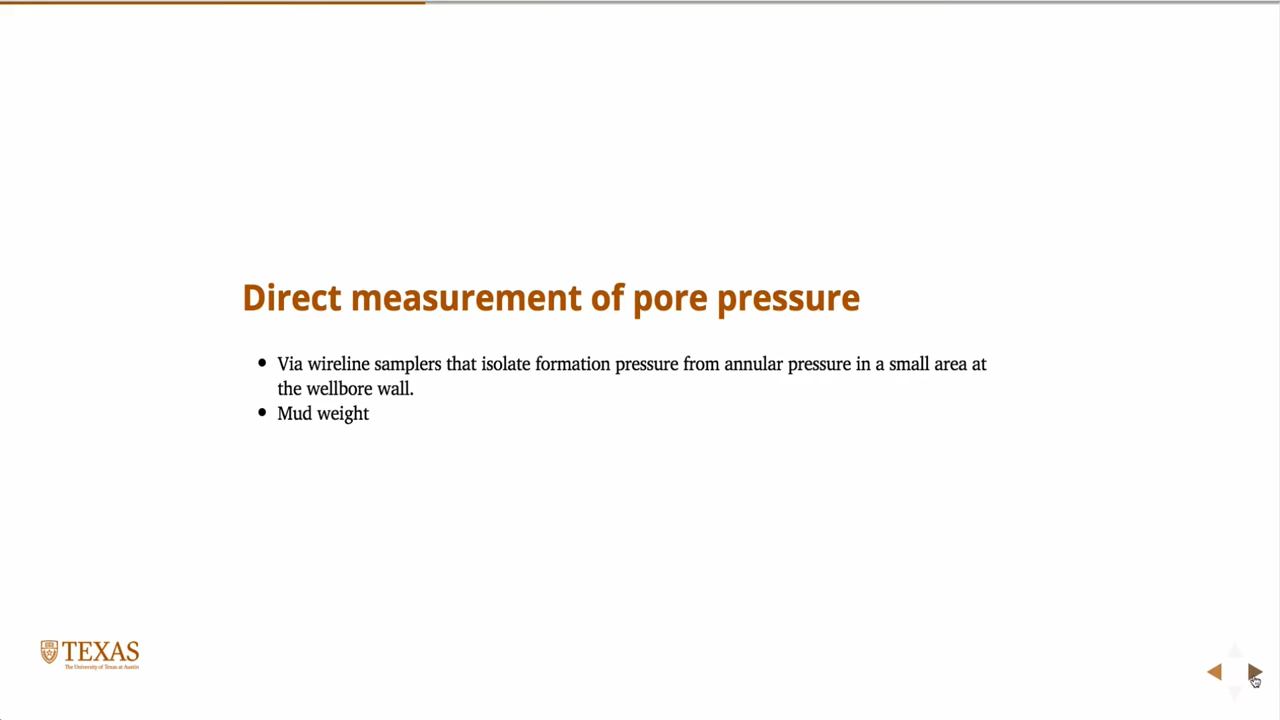 Direct measurement of pore pressure
• Via wireline samplers that isolate formation pressure from annular pressure in a small area at
the wellbore wall.
• Mud weight
TEXAS
The University of Texas at Austin